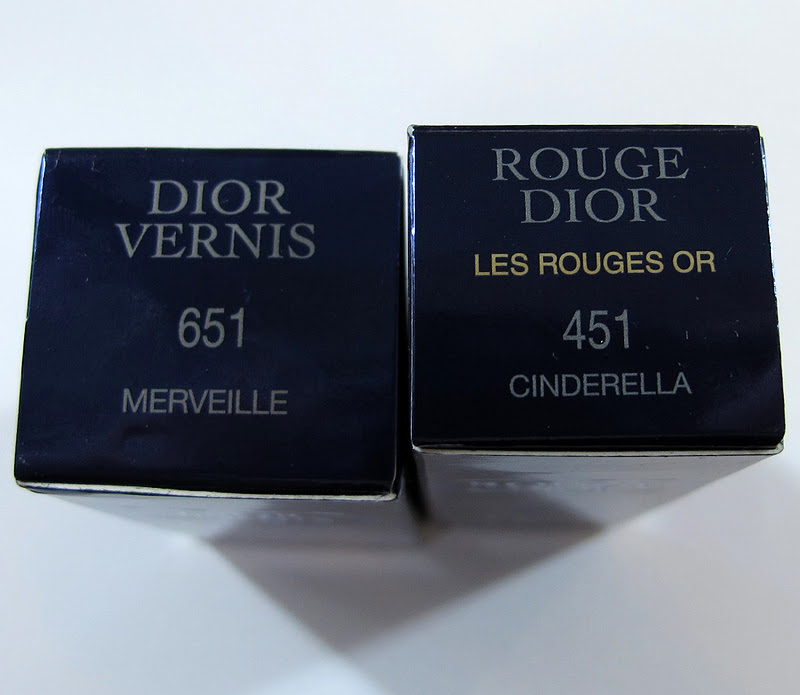 DIOR
VERNIS
651
MERVEILLE
ROUGE
DIOR
LES ROUGES OR
451
CINDERELLA